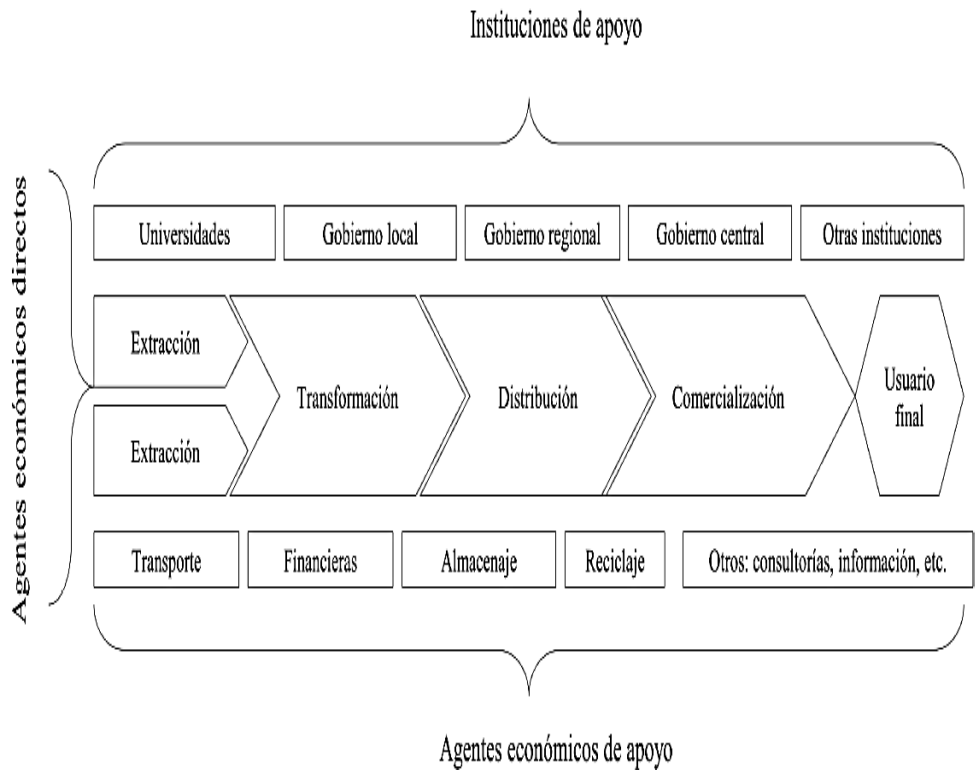 Instituciones de apoyo
Agentes económicos directos
Universidades
Gobierno local
Gobierno regional
Gobierno central
Otras instituciones
Extracción
Extracción
Transformación
Distribución
Comercialización
Usuario
final
Transporte
Financieras
Almacenaje
Reciclaje
Otros: consultorías, información, etc.
Agentes económicos de apoyo